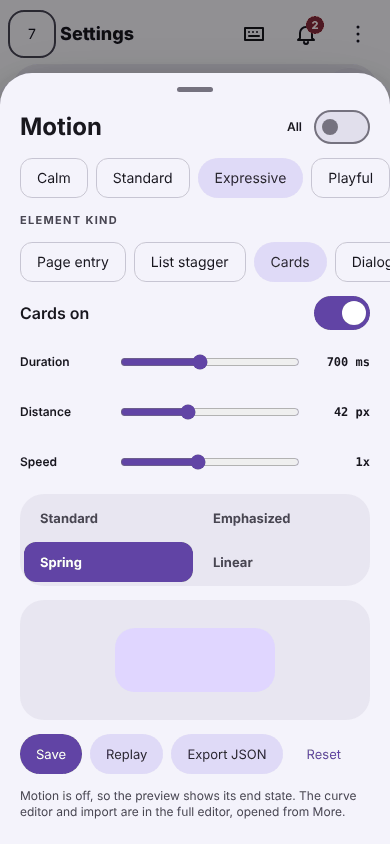 7 Settings 2
Motion All
Calm Standard Expressive Playful
ELEMENT KIND
Page entry List stagger Cards Dialog
Cards on
Duration 700 ms
Distance 42 px
Speed 1x
Standard Emphasized
Spring Linear
Save Replay Export JSON Reset
Motion is off, so the preview shows its end state. The curve
editor and import are in the full editor, opened from More.